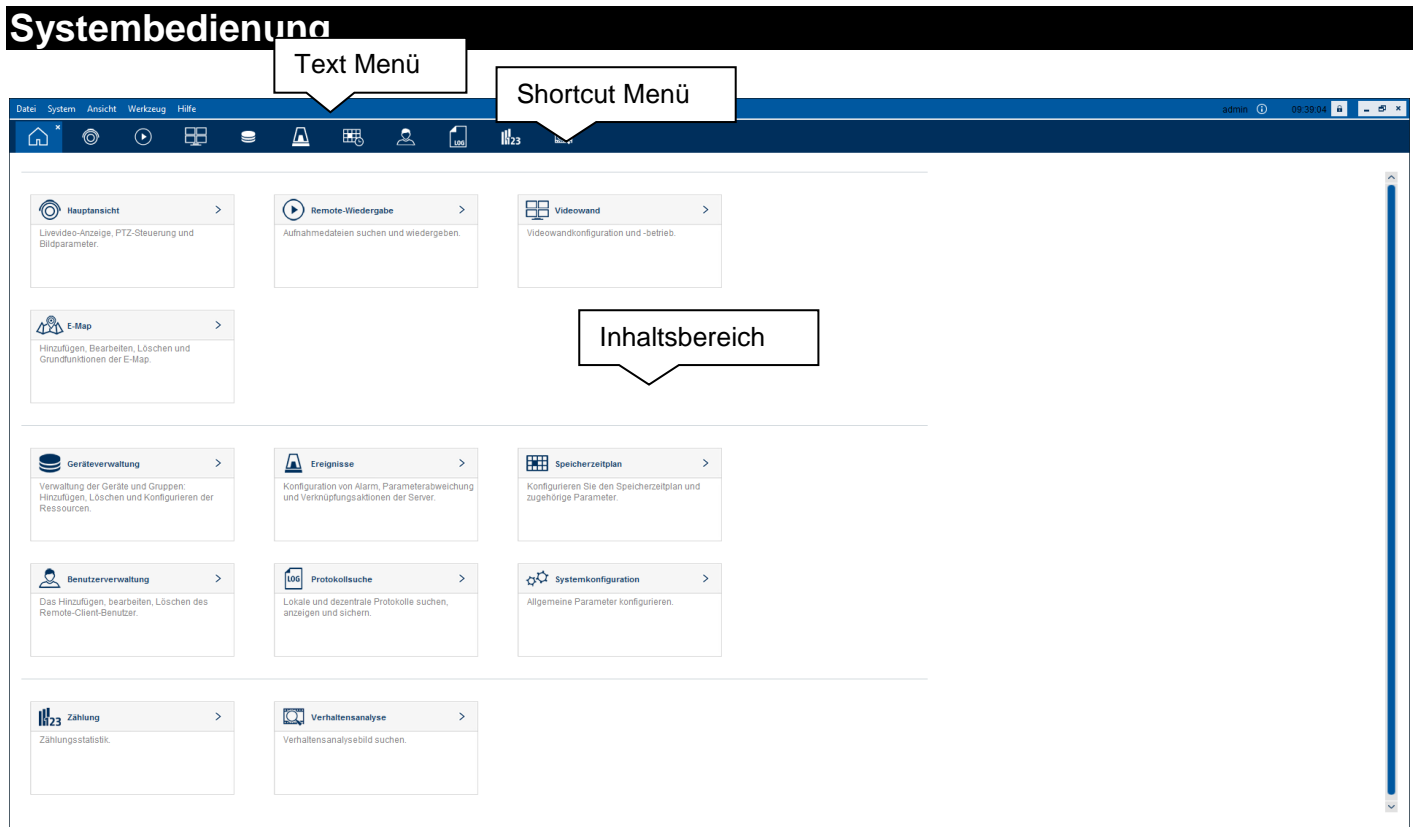 Systembedienung
Text Menü
Shortcut Menü
Datei System Ansicht Werkzeug Hilfe
admin 09:39:04
LOG
123
Hauptansicht
Livevideo-Anzeige, PTZ-Steuerung und
Bildparameter.
Remote-Wiedergabe
Aufnahmedateien suchen und wiedergeben.
Videowand
Videowandkonfiguration und -betrieb.
E-Map
Hinzufügen, Bearbeiten, Löschen und
Grundfunktionen der E-Map.
Inhaltsbereich
Geräteverwaltung
Verwaltung der Geräte und Gruppen:
Hinzufügen, Löschen und Konfigurieren der
Ressourcen.
Ereignisse
Konfiguration von Alarm, Parameterabweichung
und Verknüpfungsaktionen der Server.
Speicherzeitplan
Konfigurieren Sie den Speicherzeitplan und
zugehörige Parameter.
Benutzerverwaltung
Das Hinzufügen, bearbeiten, Löschen des
Remote-Client-Benutzer.
LOG Protokollsuche
Lokale und dezentrale Protokolle suchen,
anzeigen und sichern.
Systemkonfiguration
Allgemeine Parameter konfigurieren.
123 Zählung
Zählungsstatistik.
Verhaltensanalyse
Verhaltensanalysebild suchen.